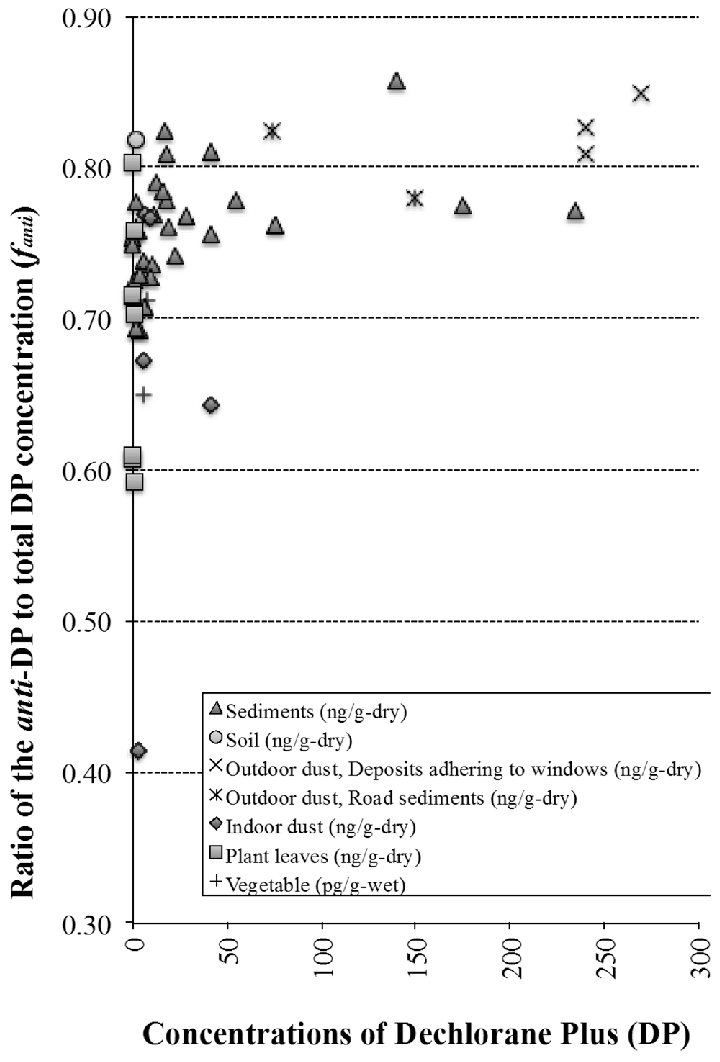 Ratio of the anti-DP to total DP concentration (fanti)
0.90
0.80
0.70
0.60
0.50
0.40
0.30
Sediments (ng/g-dry)
Soil (ng/g-dry)
Outdoor dust, Deposits adhering to windows (ng/g-dry)
Outdoor dust, Road sediments (ng/g-dry)
Indoor dust (ng/g-dry)
Plant leaves (ng/g-dry)
Vegetable (pg/g-wet)
0
50
100
150
200
250
300
Concentrations of Dechlorane Plus (DP)